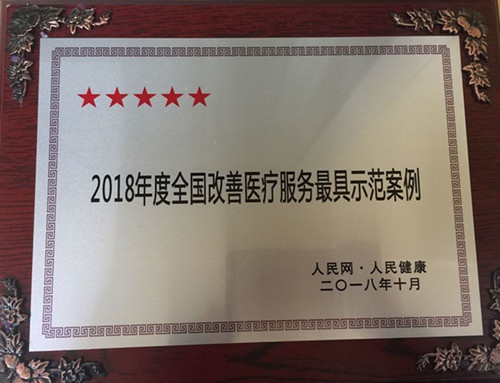 ★★★★★
2018年度全国改善医疗服务最具示范案例
人民网·人民健康
二〇一八年十月